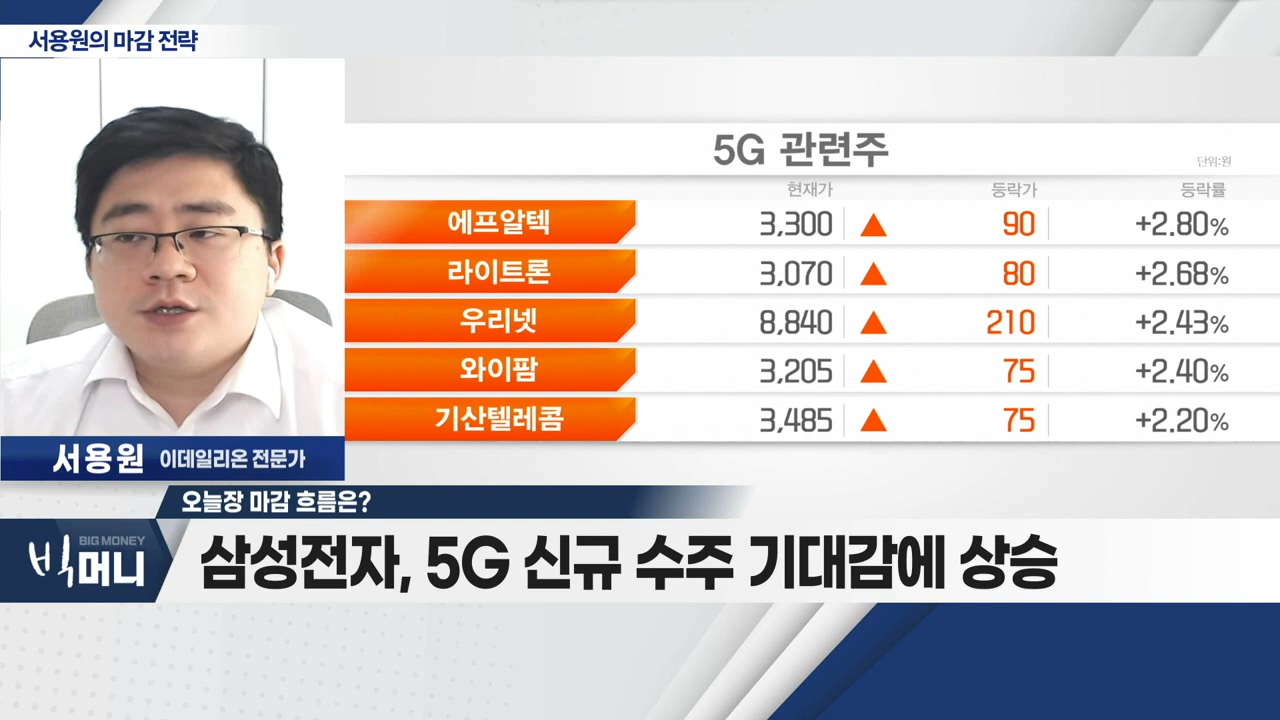 서용원의 마감 전략
5G 관련주
단위:원
현재가 등락가 등락률
에프알텍 3,300 ▲ 90 +2.80%
라이트론 3,070 ▲ 80 +2.68%
우리넷 8,840 ▲ 210 +2.43%
와이팜 3,205 ▲ 75 +2.40%
기산텔레콤 3,485 ▲ 75 +2.20%
서용원 이데일리온 전문가
오늘장 마감 흐름은?
BIG MONEY
빅머니
삼성전자, 5G 신규 수주 기대감에 상승